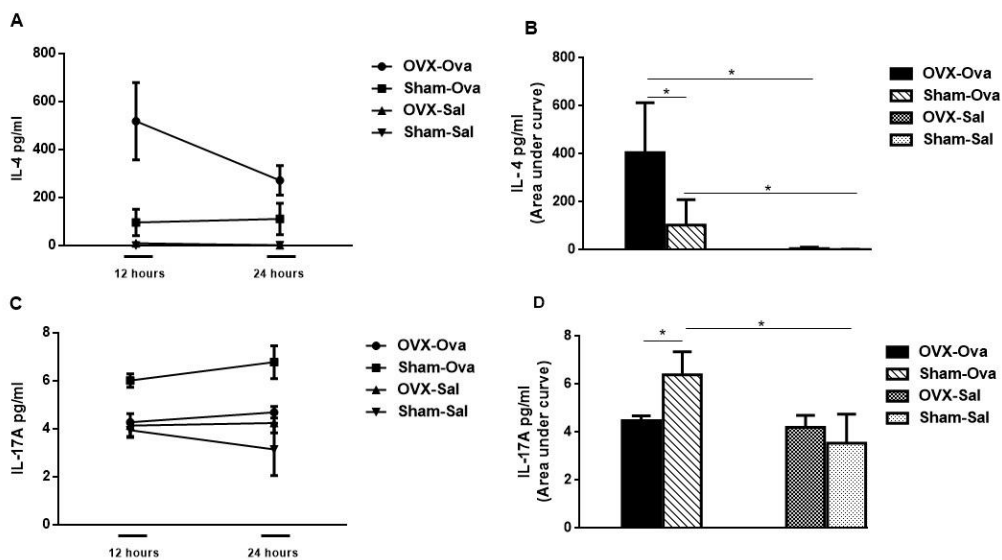 A
IL-4 pg/ml
800
600
400
200
0
12 hours
24 hours
OVX-Ova
Sham-Ova
OVX-Sal
Sham-Sal
B
IL- 4 pg/ml
(Area under curve)
800
600
400
200
0
*
*
*
OVX-Ova
Sham-Ova
OVX-Sal
Sham-Sal
C
IL-17A pg/ml
8
6
4
2
0
12 hours
24 hours
OVX-Ova
Sham-Ova
OVX-Sal
Sham-Sal
D
IL-17A pg/ml
(Area under curve)
8
6
4
2
0
*
*
OVX-Ova
Sham-Ova
OVX-Sal
Sham-Sal